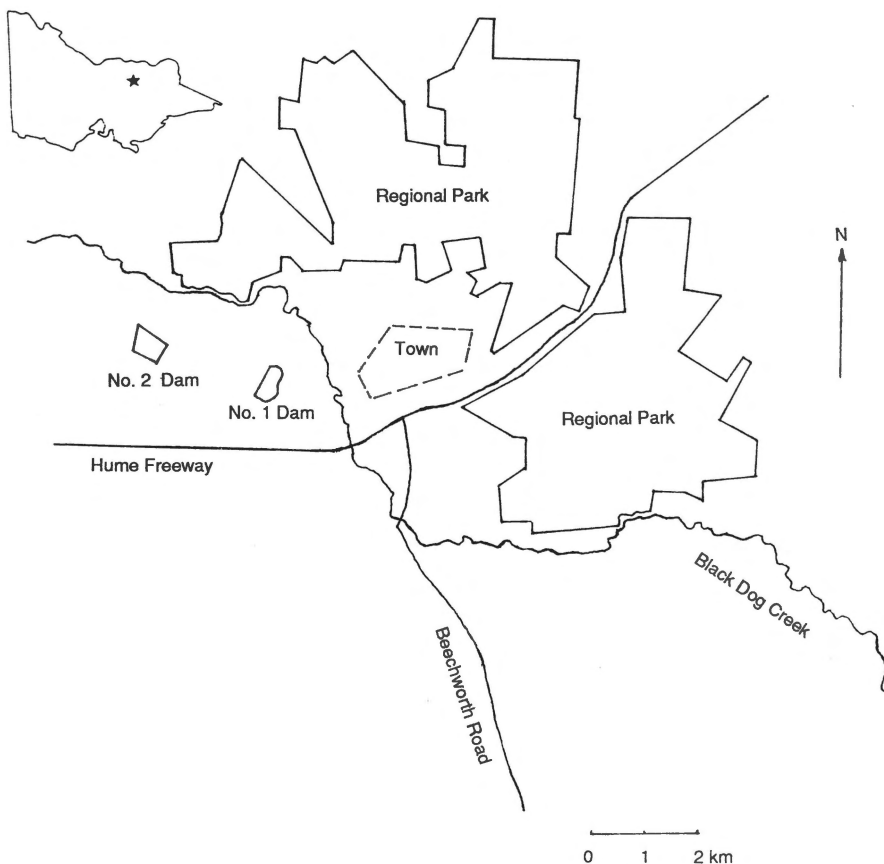 Regional Park
N
Town
No. 2 Dam
No. 1 Dam
Regional Park
Hume Freeway
Black Dog Creek
Beechworth Road
0 1 2 km